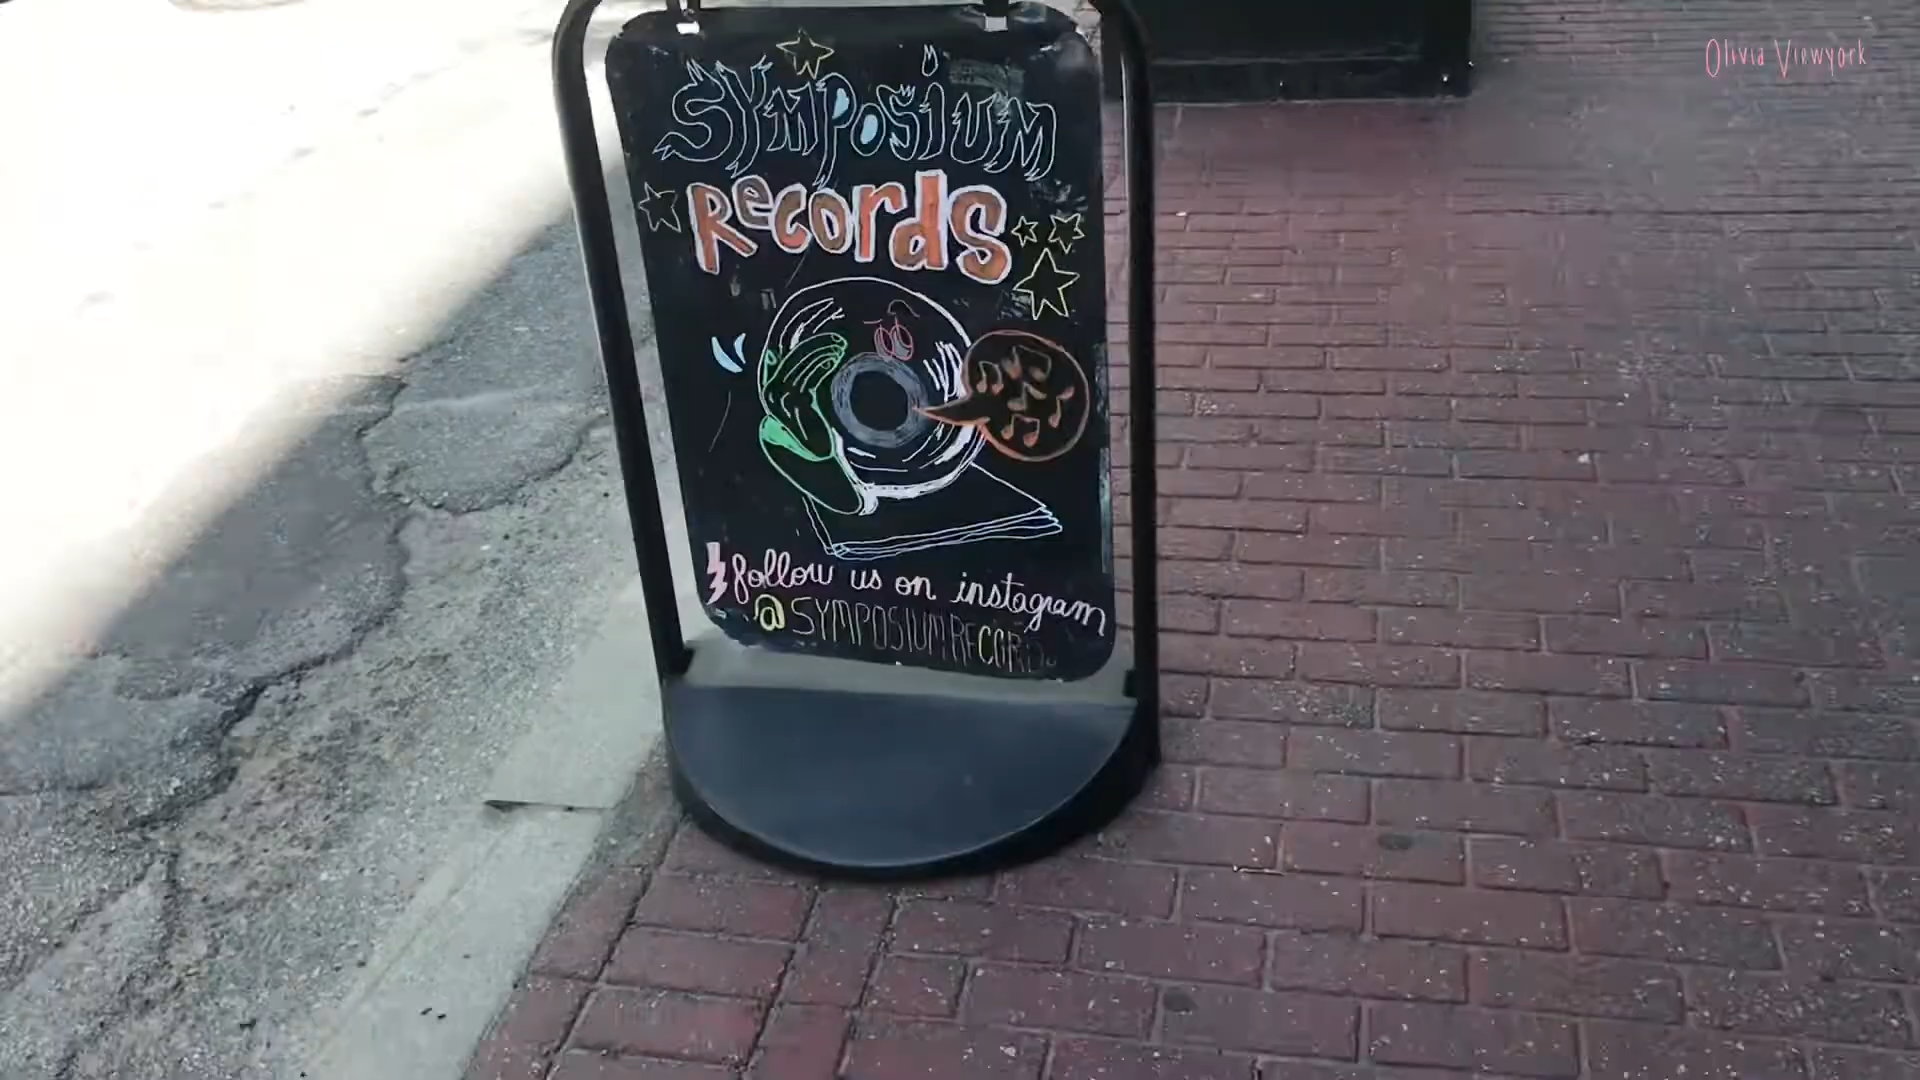 SYMPOSIUM
Records
follow us on instagram
@SYMPOSIUMRECORDS
Olivia Viewyork